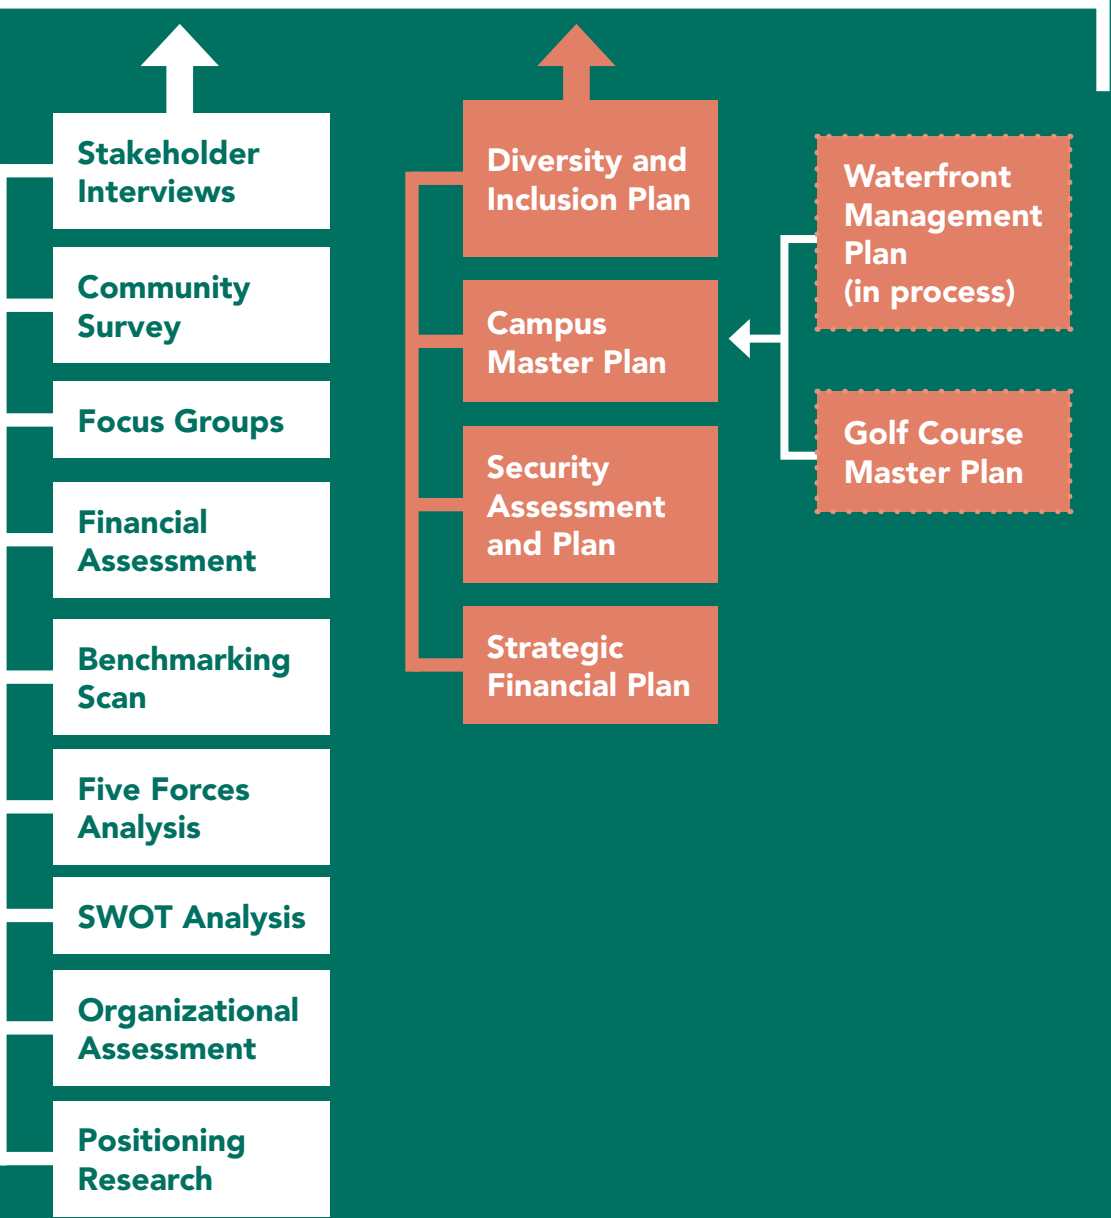 Stakeholder
Interviews
Community
Survey
Focus Groups
Financial
Assessment
Benchmarking
Scan
Five Forces
Analysis
SWOT Analysis
Organizational
Assessment
Positioning
Research
Diversity and
Inclusion Plan
Campus
Master Plan
Security
Assessment
and Plan
Strategic
Financial Plan
Waterfront
Management
Plan
(in process)
Golf Course
Master Plan